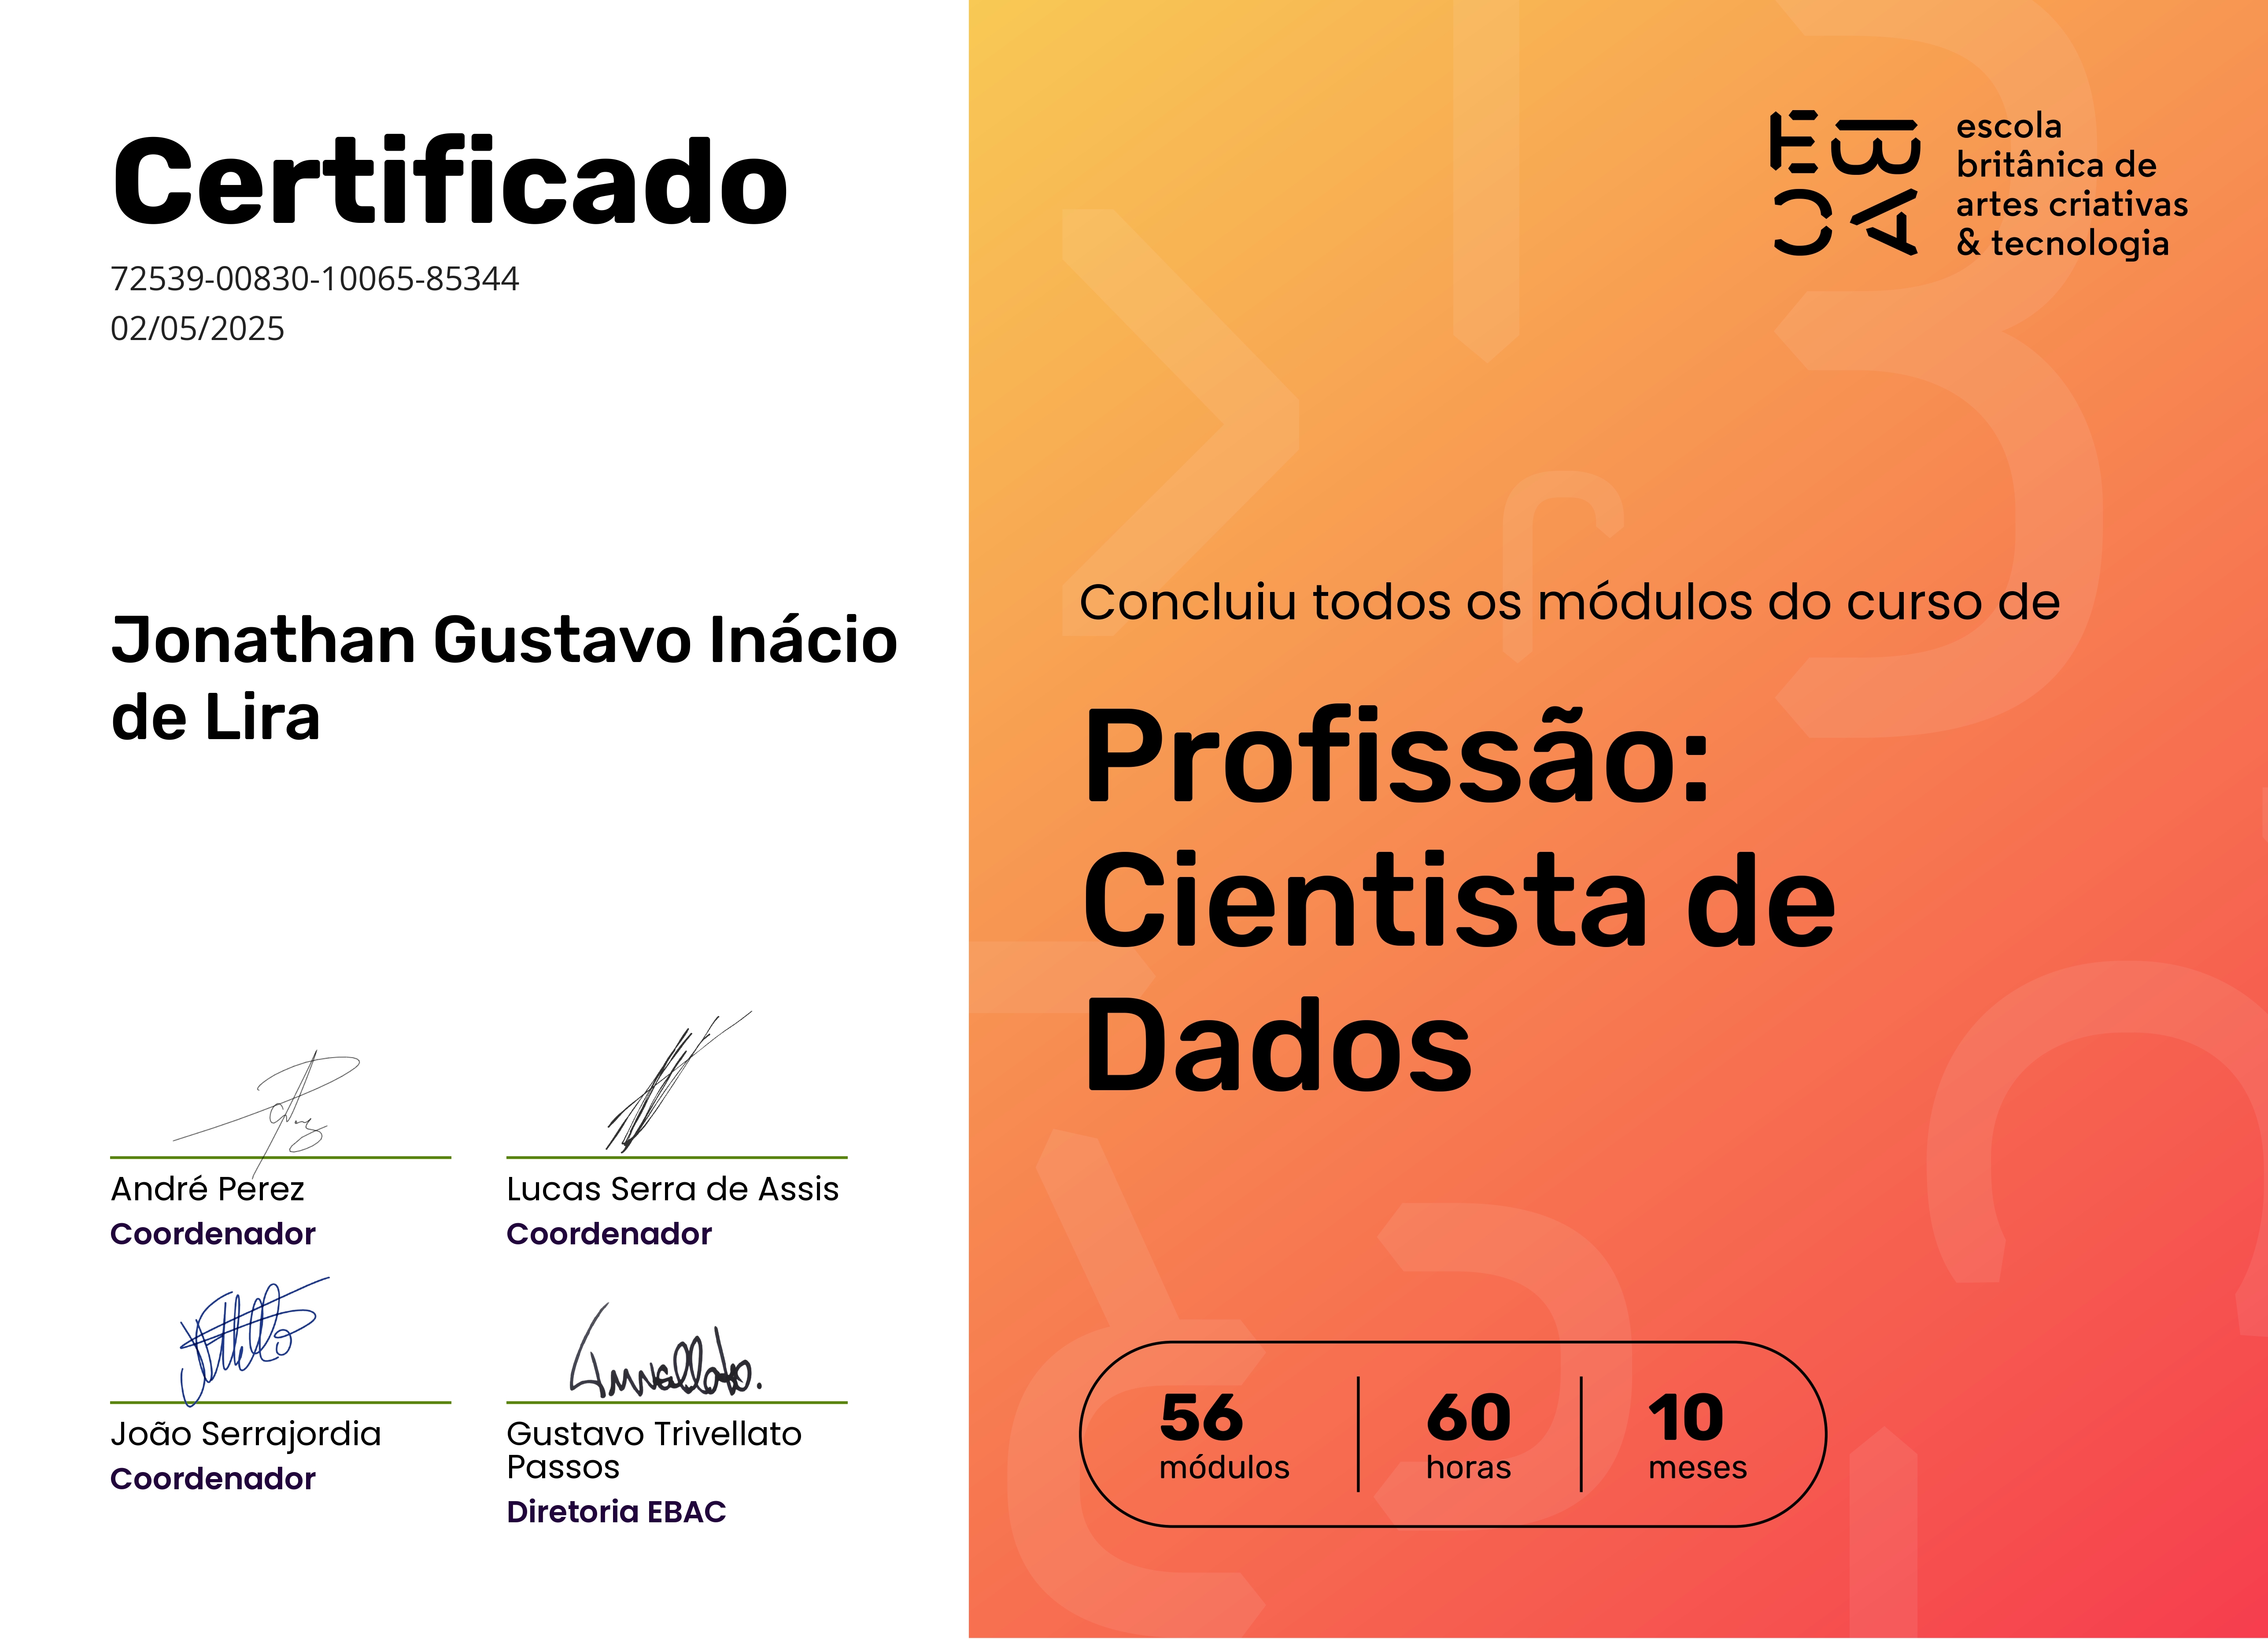 Certificado
72539-00830-10065-85344
02/05/2025
Jonathan Gustavo Inácio
de Lira
André Perez
Coordenador
Lucas Serra de Assis
Coordenador
João Serrajordia
Coordenador
Gustavo Trivellato
Passos
Diretoria EBAC
EBAC
escola
britânica de
artes criativas
& tecnologia
Concluiu todos os módulos do curso de
Profissão:
Cientista de
Dados
56
módulos
60
horas
10
meses